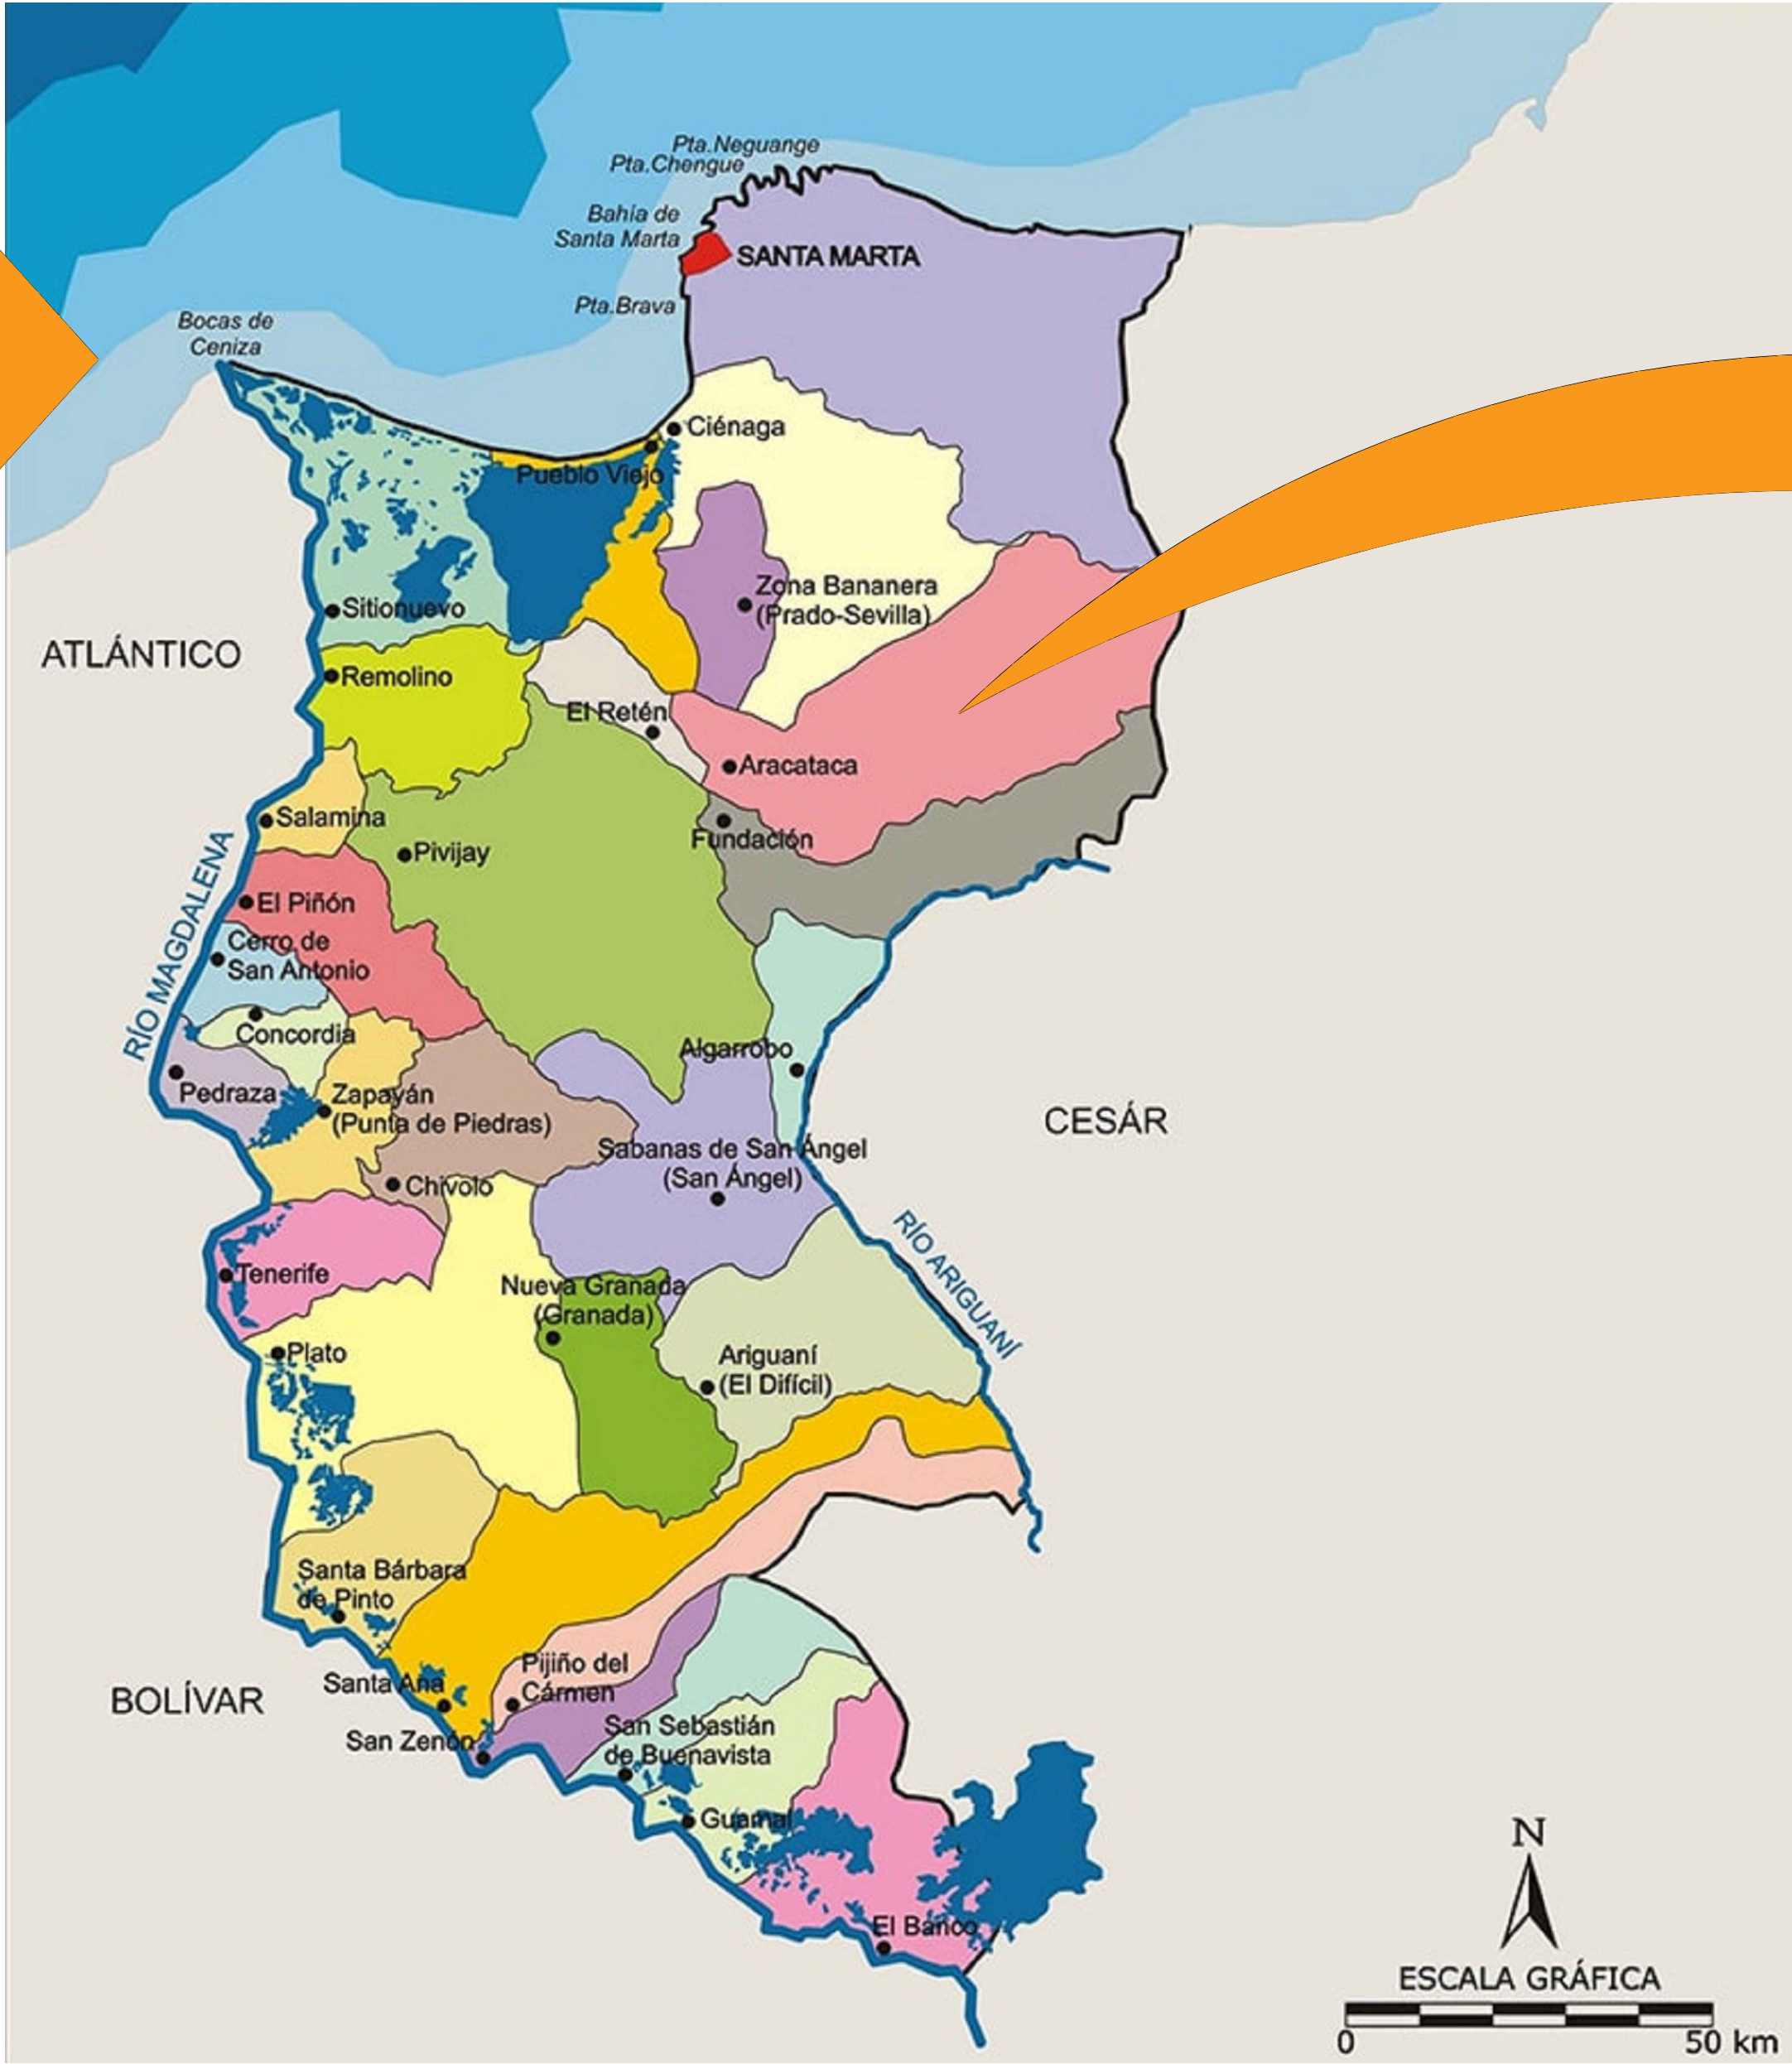 Pta.Neguange
Pta.Chengue
Bahía de
Santa Marta
SANTA MARTA
Pta.Brava
Bocas de
Ceniza
Ciénaga
Pueblo Viejo
Zona Bananera
(Prado-Sevilla)
Sitionuevo
ATLÁNTICO
Remolino
El Retén
Aracataca
Salamina
Fundación
Pivijay
RÍO MAGDALENA
El Piñón
Cerro de
San Antonio
Concordia
Algarrobo
Pedraza
Zapayán
(Punta de Piedras)
CESÁR
Sabanas de San Ángel
(San Ángel)
Chivolo
RÍO ARIGUANÍ
Tenerife
Nueva Granada
(Granada)
Plato
Ariguaní
(El Difícil)
Santa Bárbara
de Pinto
Pijiño del
Cármen
Santa Ana
BOLÍVAR
San Zenón
San Sebastián
de Buenavista
Guamal
El Banco
N
ESCALA GRÁFICA
0 50 km